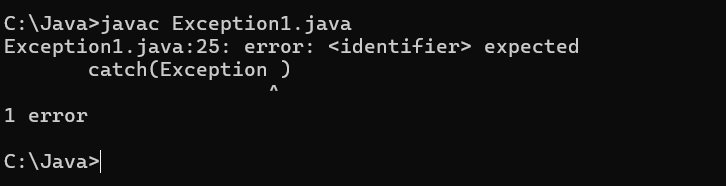 C:\Java>javac Exception1.java
Exception1.java:25: error: <identifier> expected
        catch(Exception )
                       ^
1 error
C:\Java>